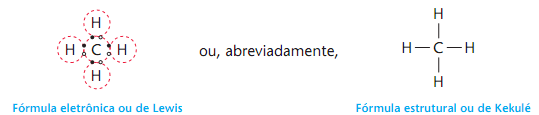 H
H C H
H
ou, abreviadamente,
H
H—C—H
H
Fórmula eletrônica ou de Lewis
Fórmula estrutural ou de Kekulé